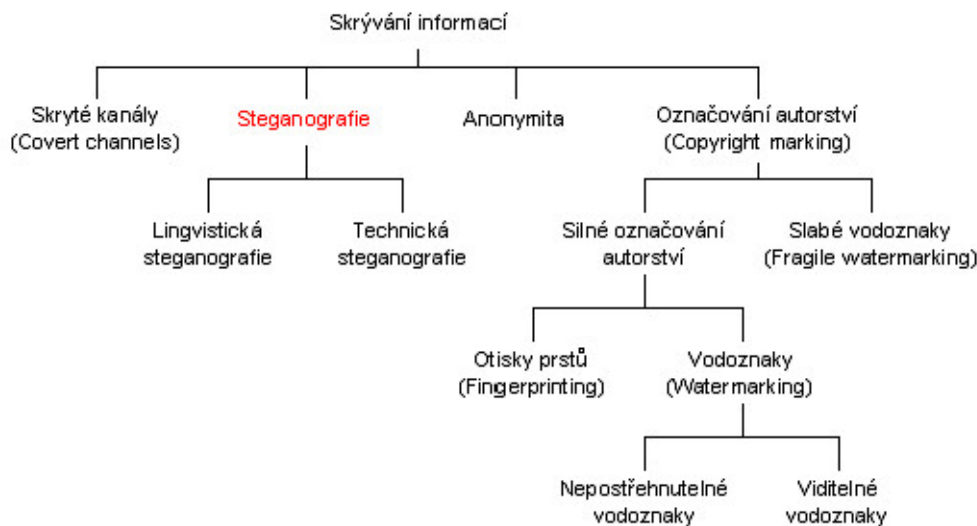 Skrývání informací
Skryté kanály
(Covert channels)
Steganografie
Anonymita
Označování autorství
(Copyright marking)
Lingvistická
steganografie
Technická
steganografie
Silné označování
autorství
Slabé vodoznaky
(Fragile watermarking)
Otisky prstů
(Fingerprinting)
Vodoznaky
(Watermarking)
Nepostřehnutelné
vodoznaky
Viditelné
vodoznaky